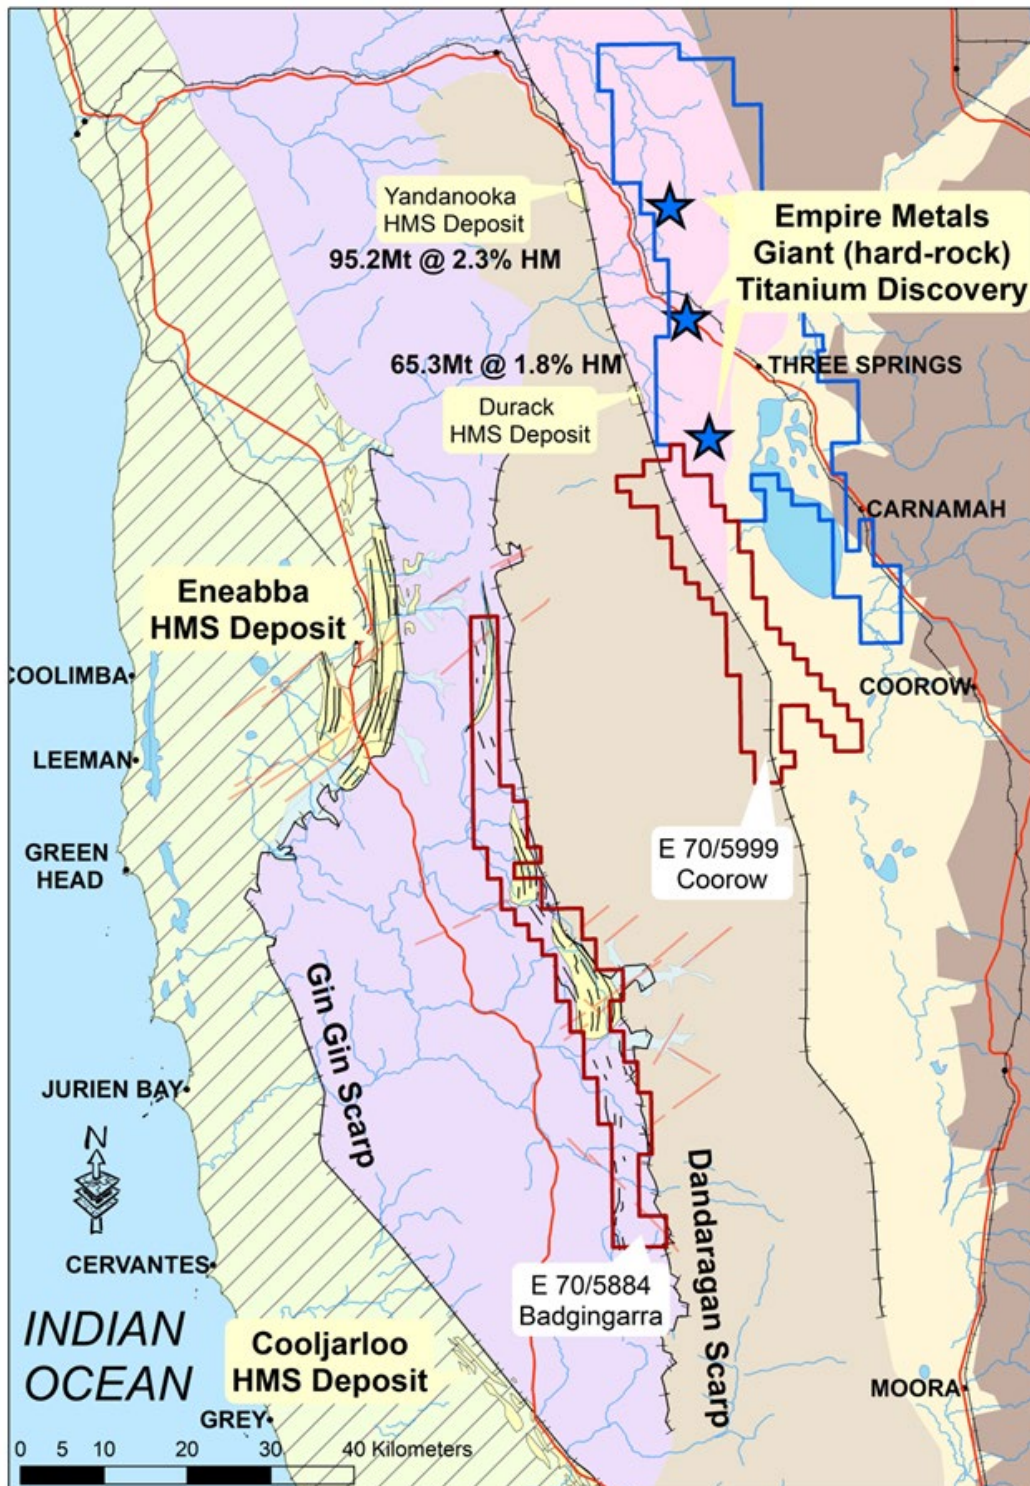 Yandanooka
HMS Deposit
95.2Mt @ 2.3% HM
Empire Metals
Giant (hard-rock)
Titanium Discovery
65.3Mt @ 1.8% HM
THREE SPRINGS
Durack
HMS Deposit
CARNAMAH
Eneabba
HMS Deposit
COOLIMBA
COOROW
LEEMAN
E 70/5999
Coorow
GREEN
HEAD
Gin Gin Scarp
JURIEN BAY
N
Dandaragan Scarp
CERVANTES
E 70/5884
Badgingarra
INDIAN
OCEAN
Cooljarloo
HMS Deposit
MOORA
GREY
0 5 10 20 30 40 Kilometers